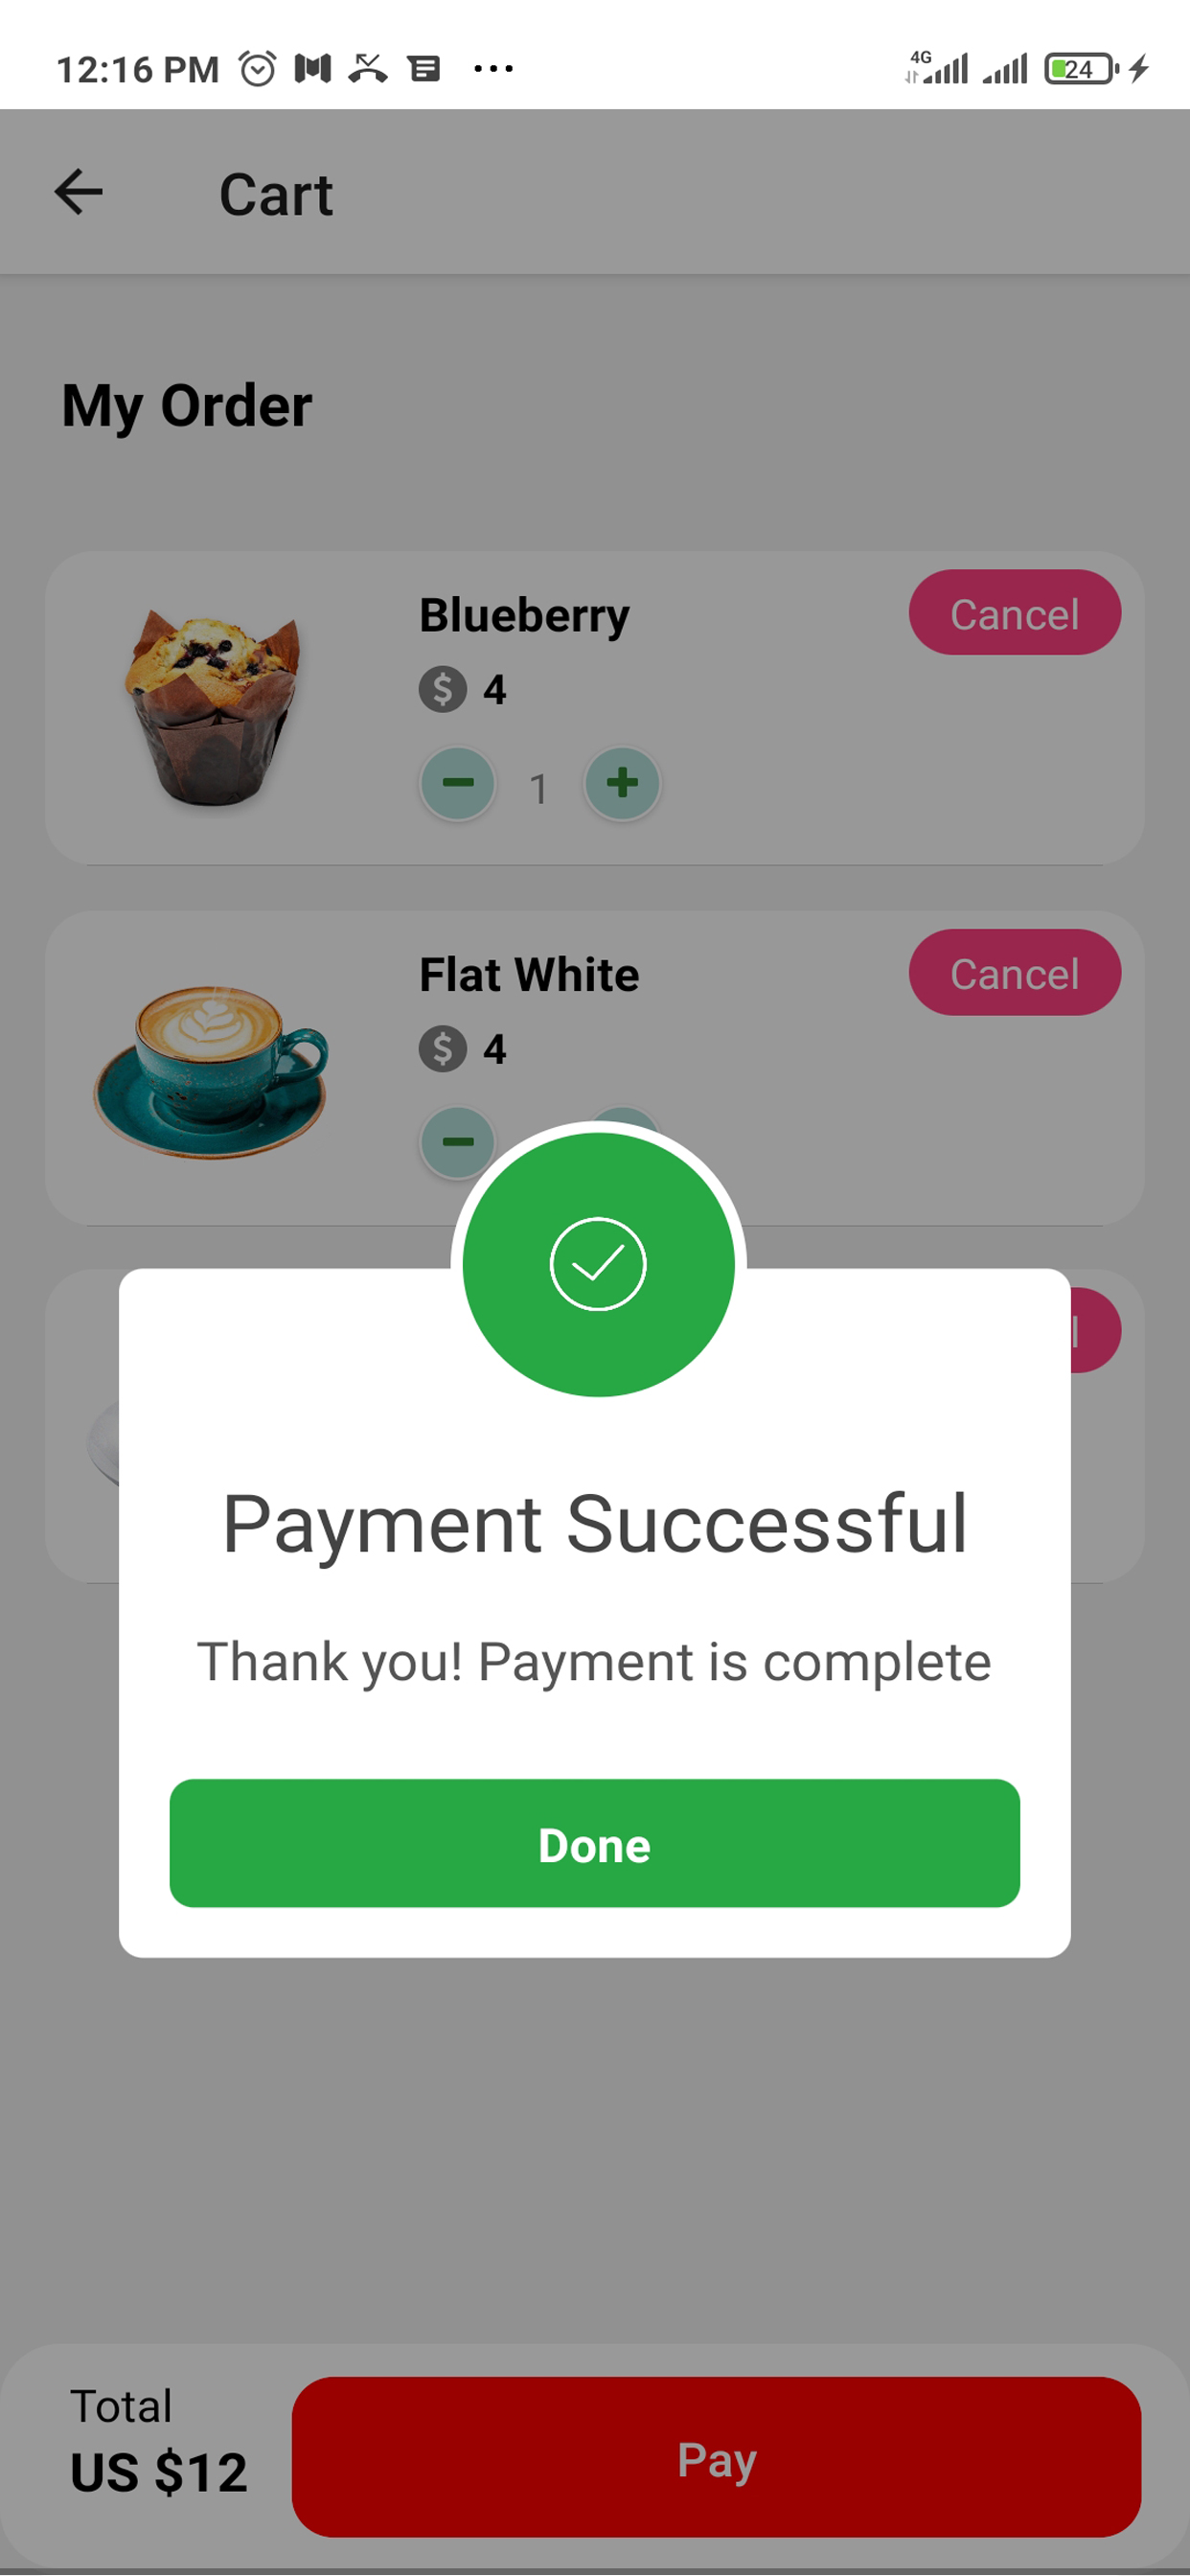 12:16 PM
4G
24
Cart
My Order
Blueberry
Cancel
$ 4
1
Flat White
Cancel
$ 4
Payment Successful
Thank you! Payment is complete
Done
Total
US $12
Pay